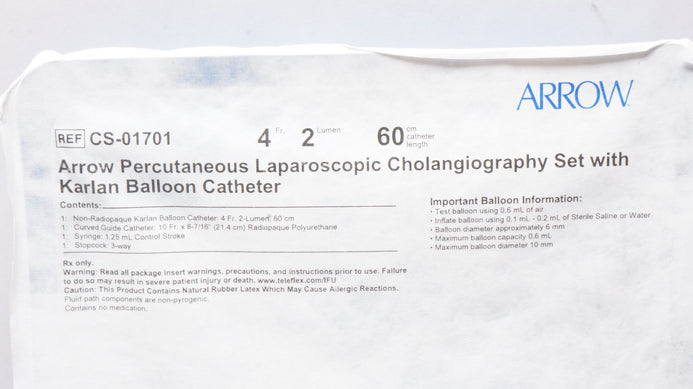 ARROW
REF CS-01701 4 Fr. 2 Lumen 60 cm catheter length
Arrow Percutaneous Laparoscopic Cholangiography Set with
Karlan Balloon Catheter
Contents:
1: Non-Radiopaque Karlan Balloon Catheter: 4 Fr. 2-Lumen, 60 cm
1: Curved Guide Catheter: 10 Fr. x 8-7/16" (21.4 cm) Radiopaque Polyurethane
1: Syringe: 1.25 mL Control Stroke
1: Stopcock: 3-way
Important Balloon Information:
• Test balloon using 0.6 mL of air
• Inflate balloon using 0.1 mL - 0.2 mL of Sterile Saline or Water
• Balloon diameter approximately 6 mm
• Maximum balloon capacity 0.6 mL
• Maximum balloon diameter 10 mm
Rx only.
Warning: Read all package insert warnings, precautions, and instructions prior to use. Failure
to do so may result in severe patient injury or death. www.teleflex.com/IFU
Caution: This Product Contains Natural Rubber Latex Which May Cause Allergic Reactions.
Fluid path components are non-pyrogenic.
Contains no medication.